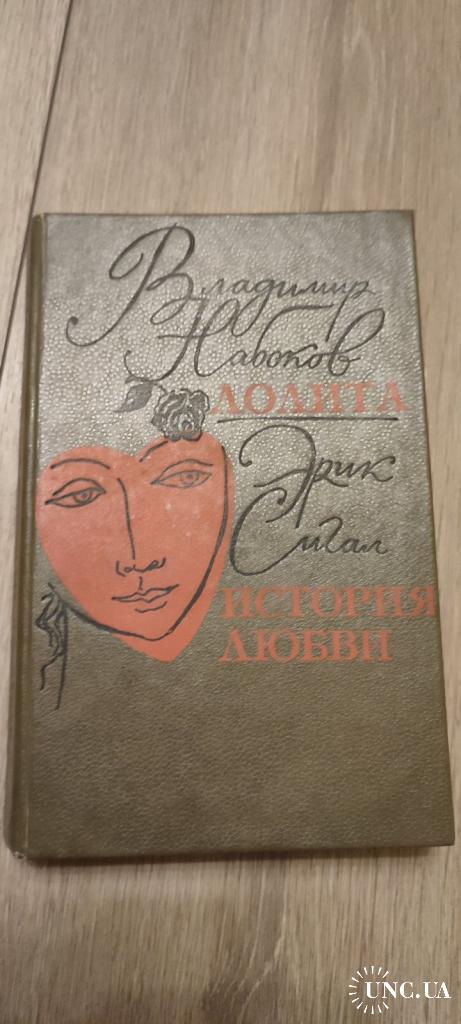 Владимир
Набоков
ЛОЛИТА
Эрик
Сигал
ИСТОРИЯ
ЛЮБВИ
UNC.UA